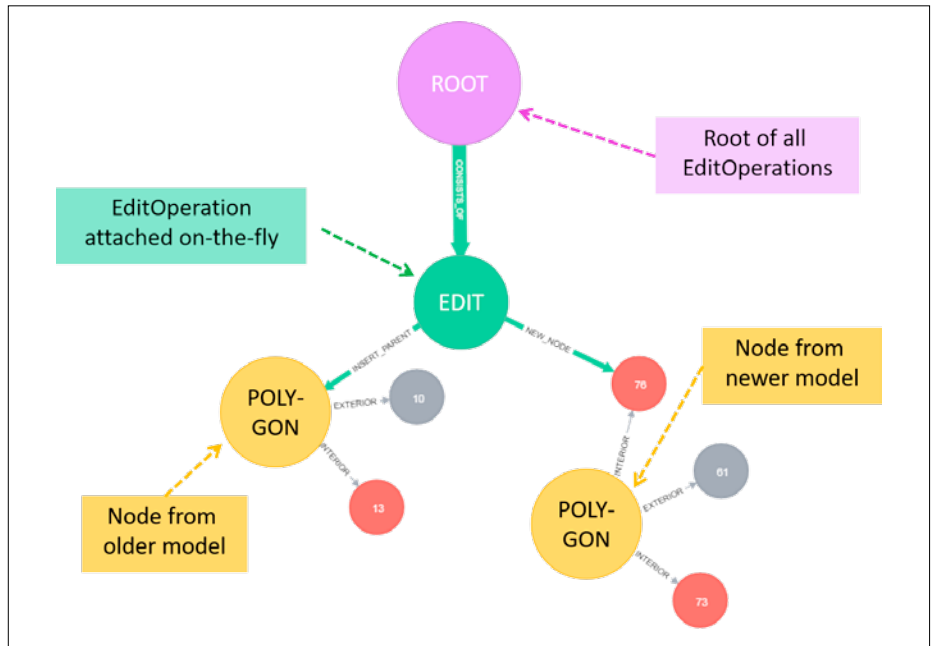 ROOT
Root of all
EditOperations
CONSISTS_OF
EditOperation
attached on-the-fly
EDIT
INSERT_PARENT
NEW_NODE
Node from
newer model
76
POLY-
GON
EXTERIOR
10
INTERIOR
13
INTERIOR
61
EXTERIOR
POLY-
GON
INTERIOR
73
Node from
older model